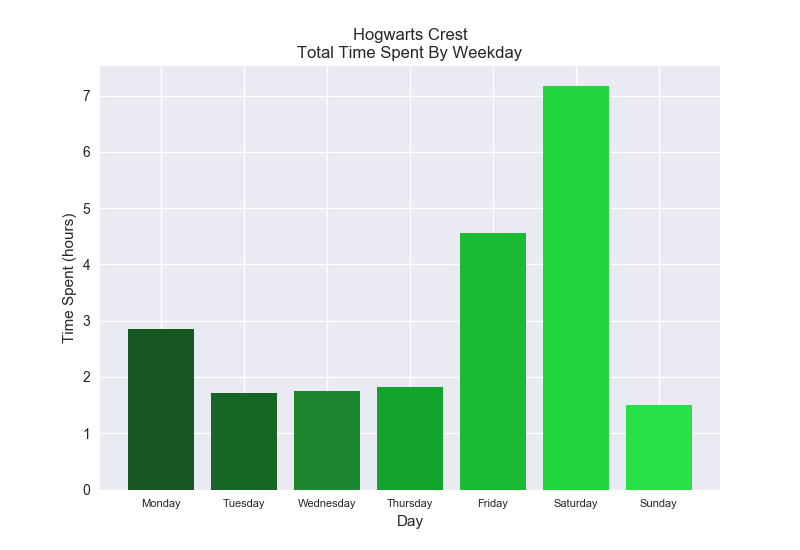 Hogwarts Crest
Total Time Spent By Weekday
Time Spent (hours)
7
6
5
4
3
2
1
0
Monday Tuesday Wednesday Thursday Friday Saturday Sunday
Day